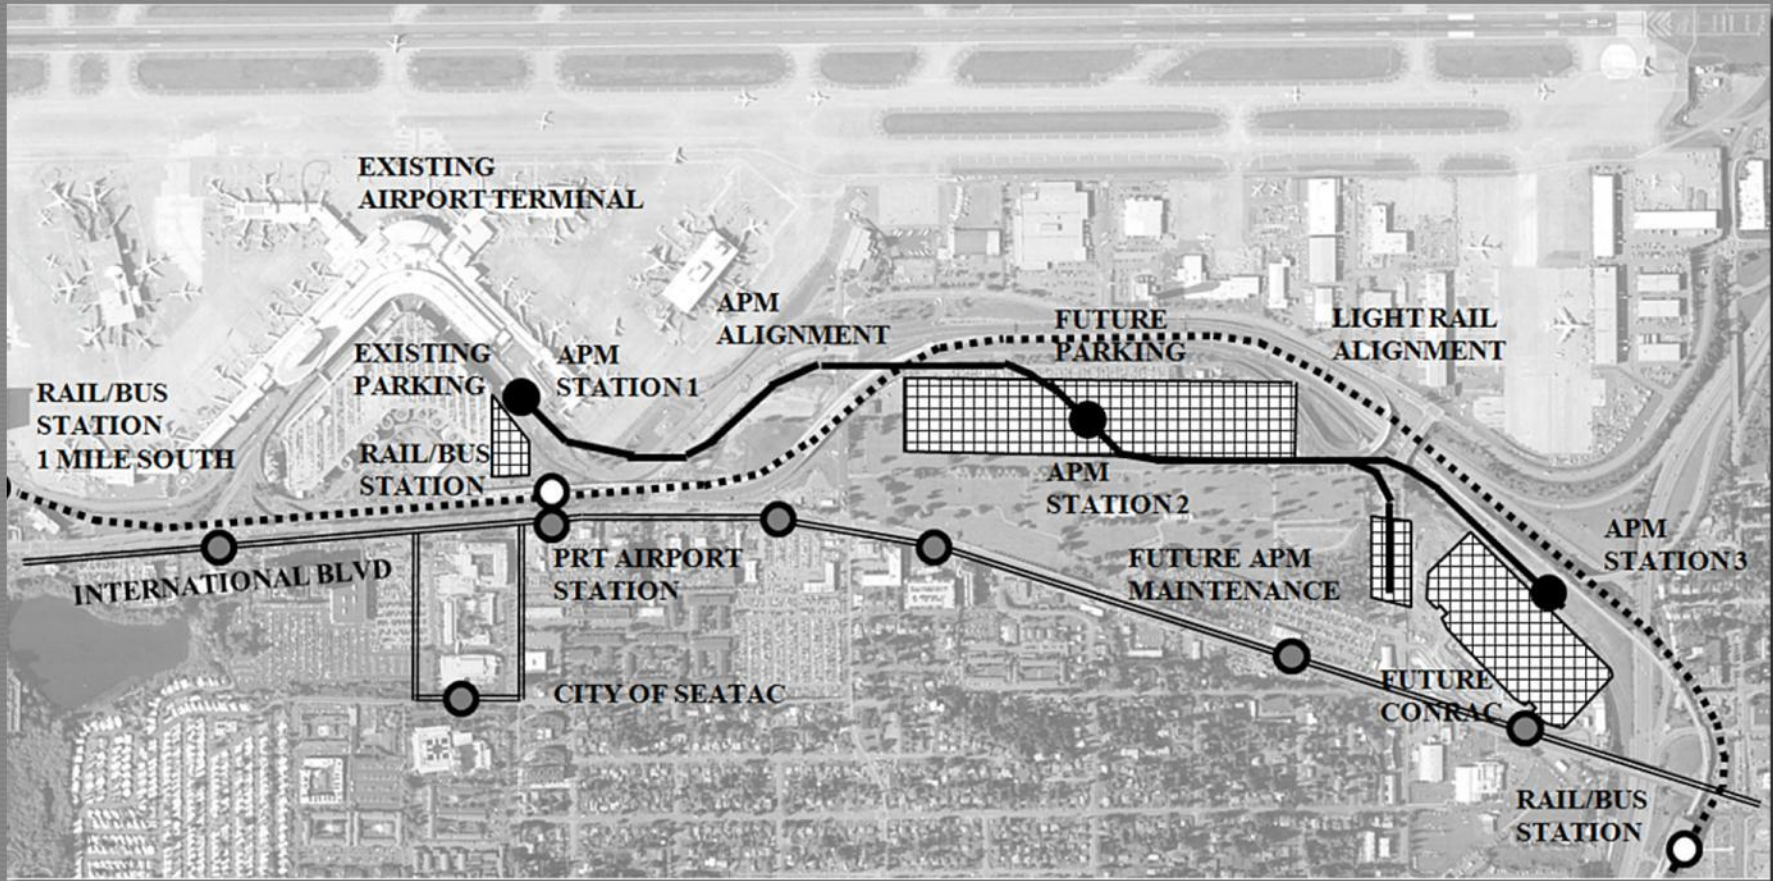 EXISTING
AIRPORT TERMINAL
APM
ALIGNMENT
FUTURE
PARKING
LIGHT RAIL
ALIGNMENT
EXISTING
PARKING
APM
STATION 1
RAIL/BUS
STATION
1 MILE SOUTH
RAIL/BUS
STATION
APM
STATION 2
APM
STATION 3
PRT AIRPORT
STATION
FUTURE APM
MAINTENANCE
INTERNATIONAL BLVD
CITY OF SEATAC
FUTURE
CONRAC
RAIL/BUS
STATION